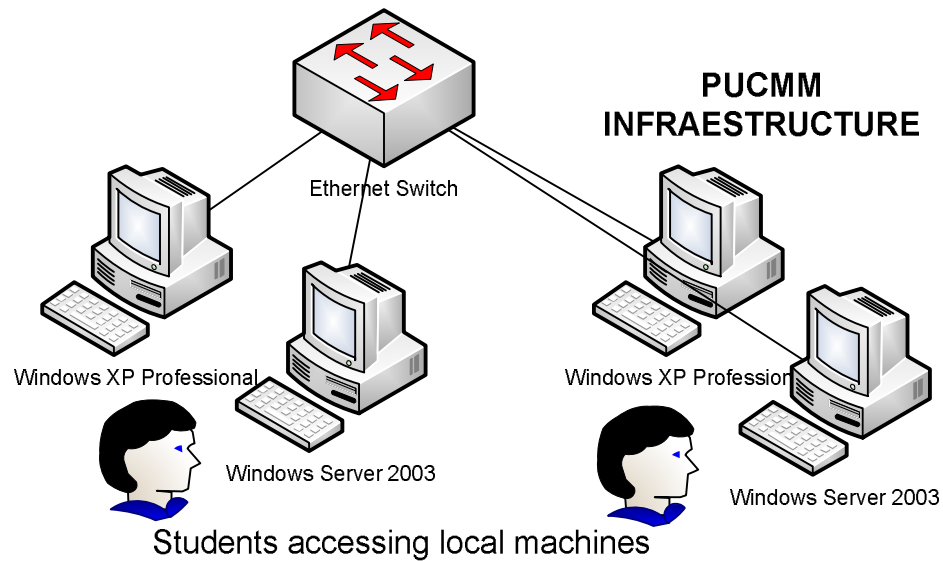 PUCMM
INFRAESTRUCTURE
Ethernet Switch
Windows XP Professional
Windows XP Profession
Windows Server 2003
Windows Server 2003
Students accessing local machines